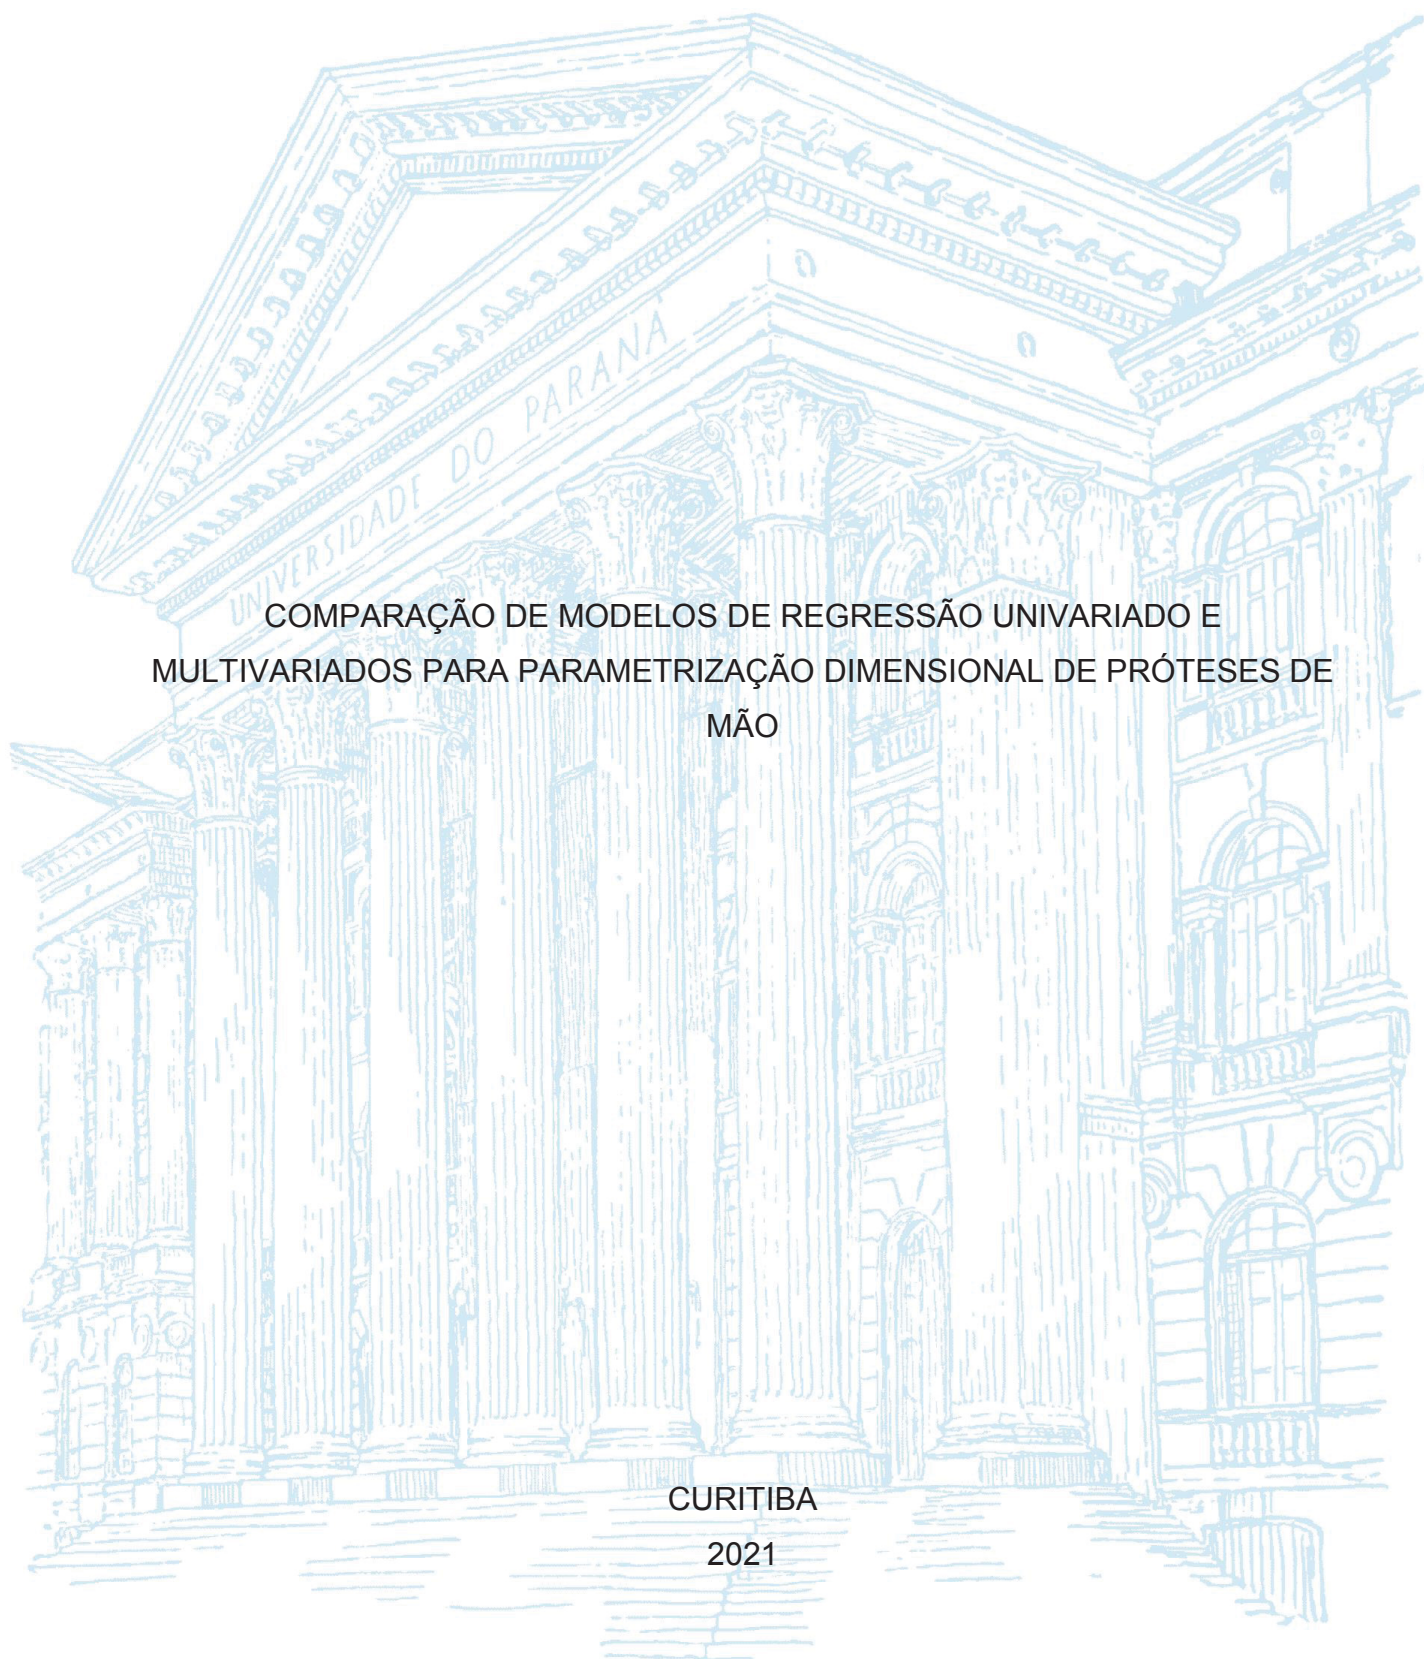 UNIVERSIDADE DO PARANÁ
COMPARAÇÃO DE MODELOS DE REGRESSÃO UNIVARIADO E
MULTIVARIADOS PARA PARAMETRIZAÇÃO DIMENSIONAL DE PRÓTESES DE
MÃO
CURITIBA
2021